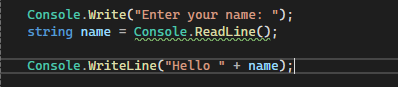 Console.Write("Enter your name: ");
string name = Console.ReadLine();
Console.WriteLine("Hello " + name);